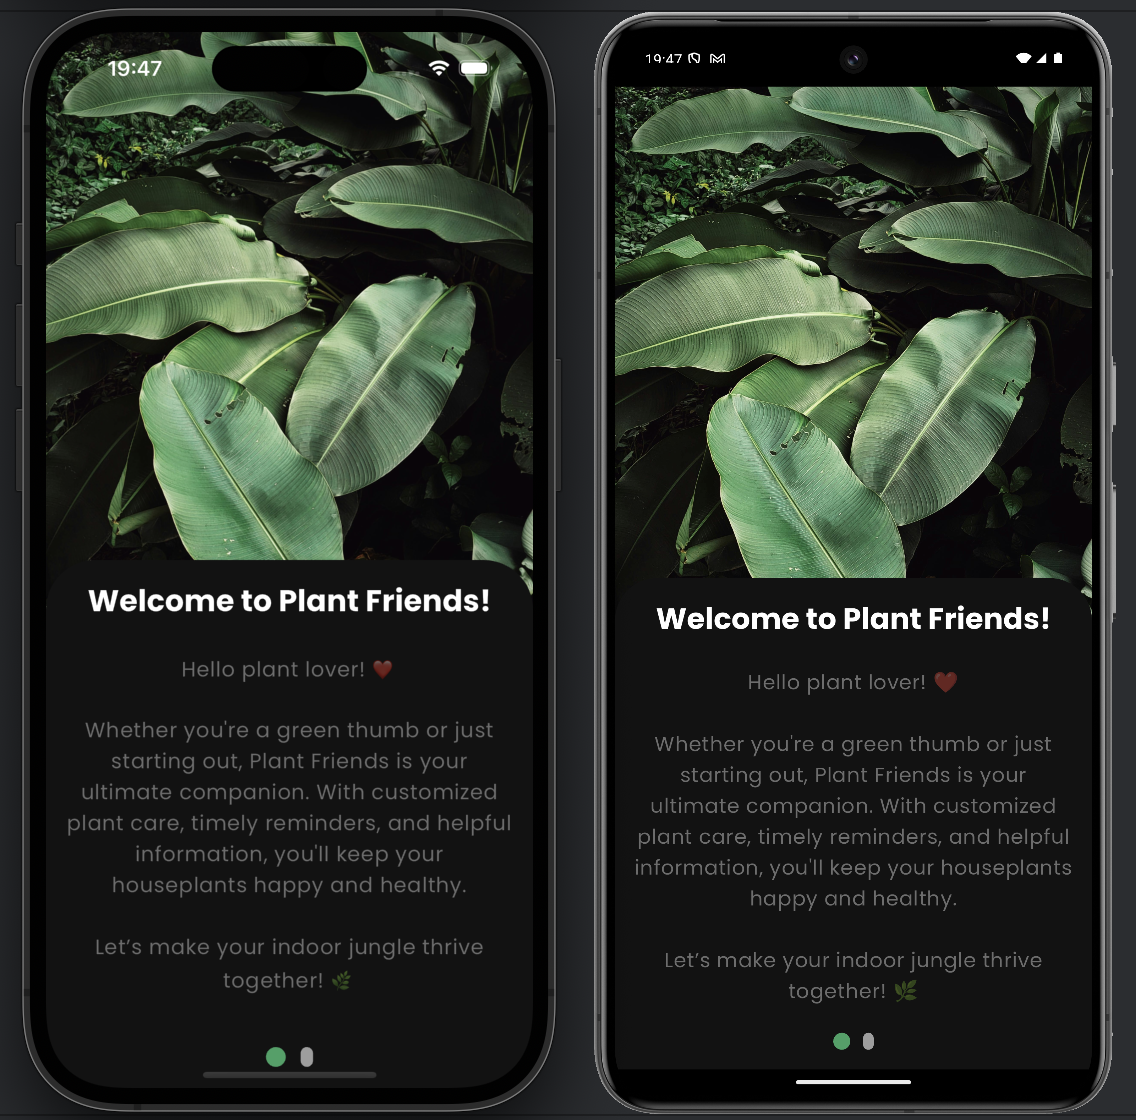 19:47
Welcome to Plant Friends!
Hello plant lover! ❤️
Whether you're a green thumb or just
starting out, Plant Friends is your
ultimate companion. With customized
plant care, timely reminders, and helpful
information, you'll keep your
houseplants happy and healthy.
Let’s make your indoor jungle thrive
together! 🌿
19:47
Welcome to Plant Friends!
Hello plant lover! ❤️
Whether you're a green thumb or just
starting out, Plant Friends is your
ultimate companion. With customized
plant care, timely reminders, and helpful
information, you'll keep your houseplants
happy and healthy.
Let’s make your indoor jungle thrive
together! 🌿